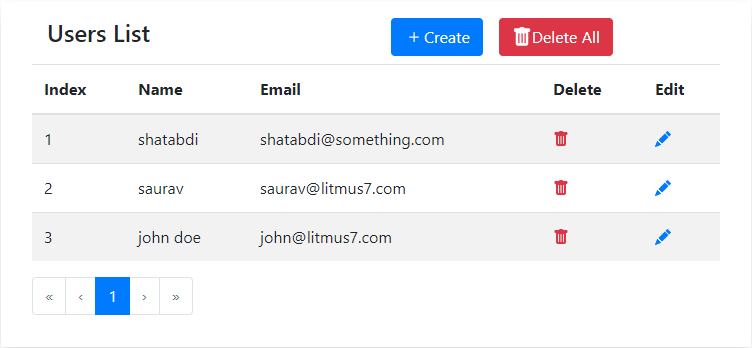 Users List
+ Create
Delete All
Index Name Email Delete Edit
1 shatabdi shatabdi@something.com
2 saurav saurav@litmus7.com
3 john doe john@litmus7.com
« ‹ 1 › »